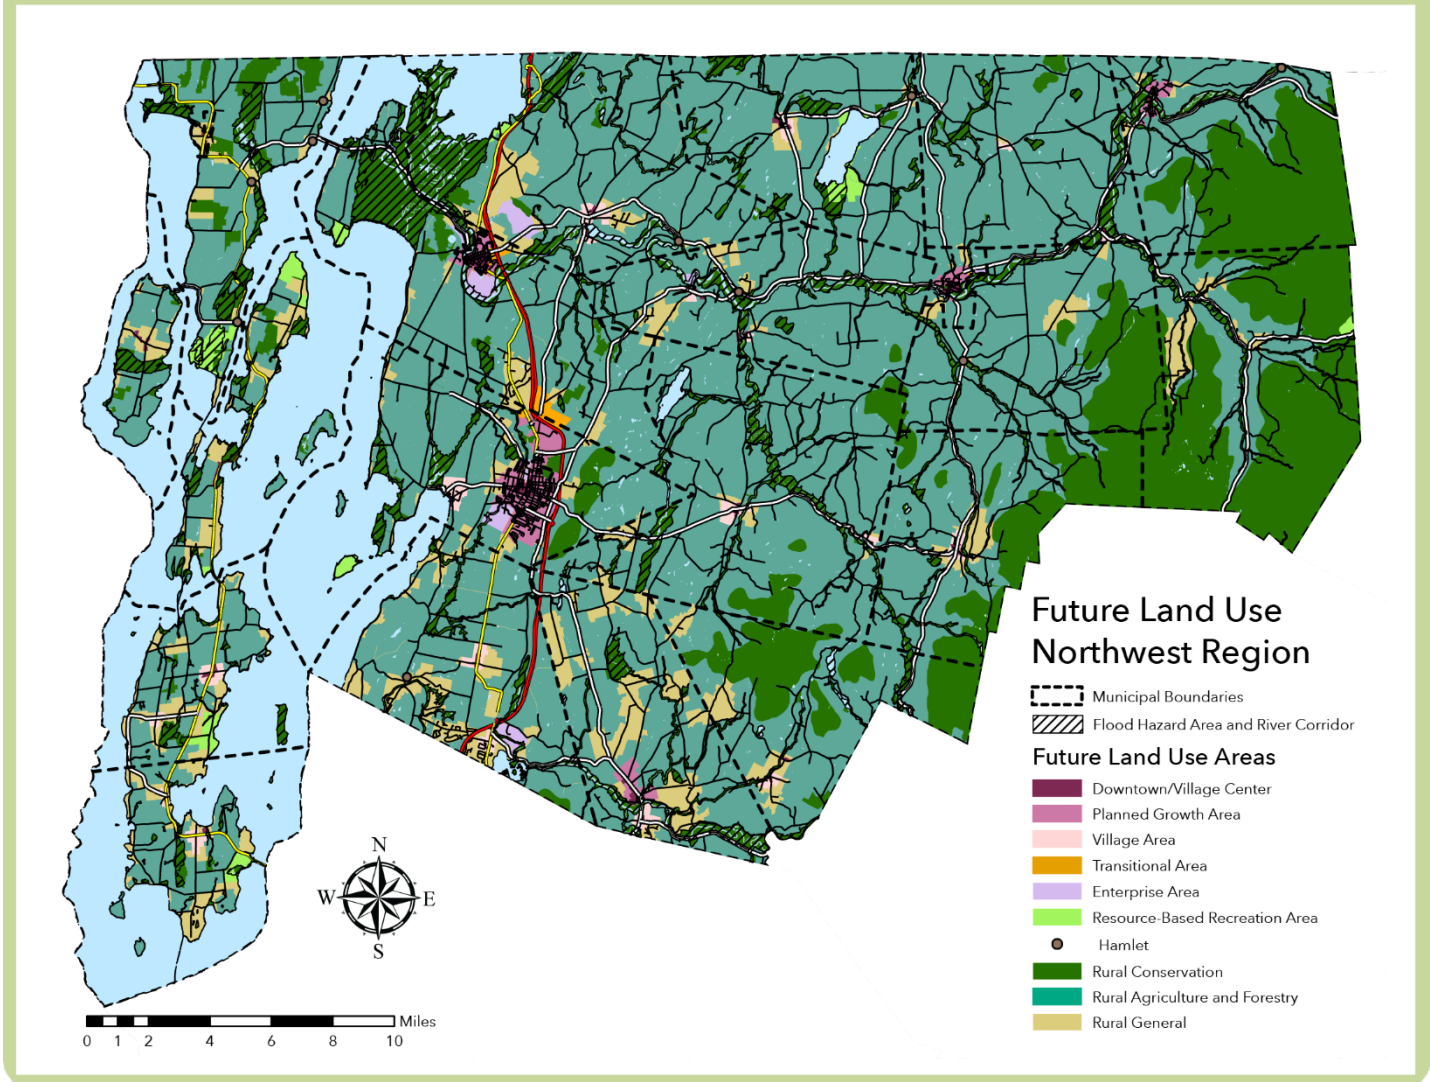 Future Land Use
Northwest Region
Municipal Boundaries
Flood Hazard Area and River Corridor
Future Land Use Areas
Downtown/Village Center
Planned Growth Area
Village Area
Transitional Area
Enterprise Area
Resource-Based Recreation Area
Hamlet
Rural Conservation
Rural Agriculture and Forestry
Rural General
N
W E
S
Miles
0 1 2 4 6 8 10